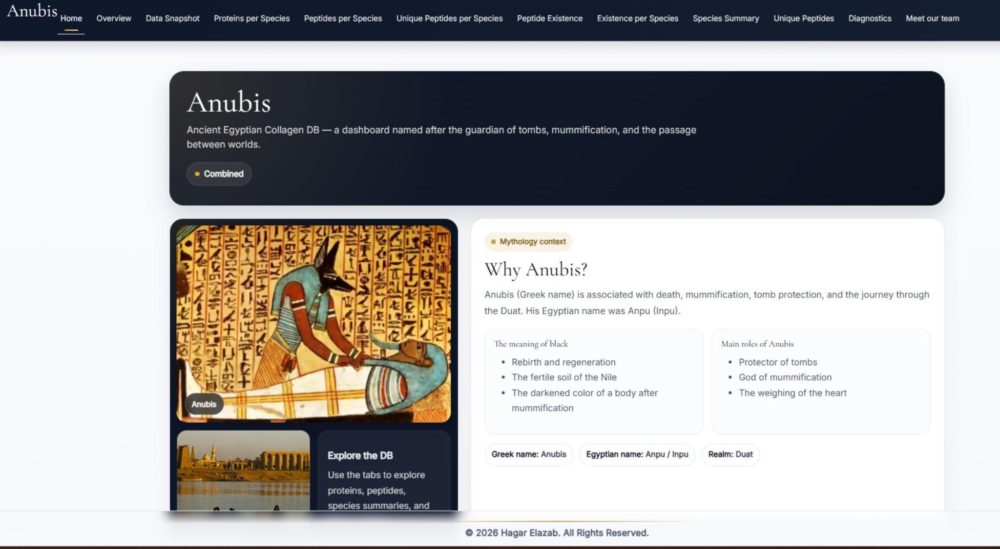 Anubis
Home
Overview
Data Snapshot
Proteins per Species
Peptides per Species
Unique Peptides per Species
Peptide Existence
Existence per Species
Species Summary
Unique Peptides
Diagnostics
Meet our team
Anubis
Ancient Egyptian Collagen DB — a dashboard named after the guardian of tombs, mummification, and the passage
between worlds.
Combined
Anubis
Explore the DB
Use the tabs to explore
proteins, peptides,
species summaries, and
Mythology context
Why Anubis?
Anubis (Greek name) is associated with death, mummification, tomb protection, and the journey through
the Duat. His Egyptian name was Anpu (Inpu).
The meaning of black
Rebirth and regeneration
The fertile soil of the Nile
The darkened color of a body after
mummification
Main roles of Anubis
Protector of tombs
God of mummification
The weighing of the heart
Greek name: Anubis
Egyptian name: Anpu / Inpu
Realm: Duat
© 2026 Hagar Elazab. All Rights Reserved.